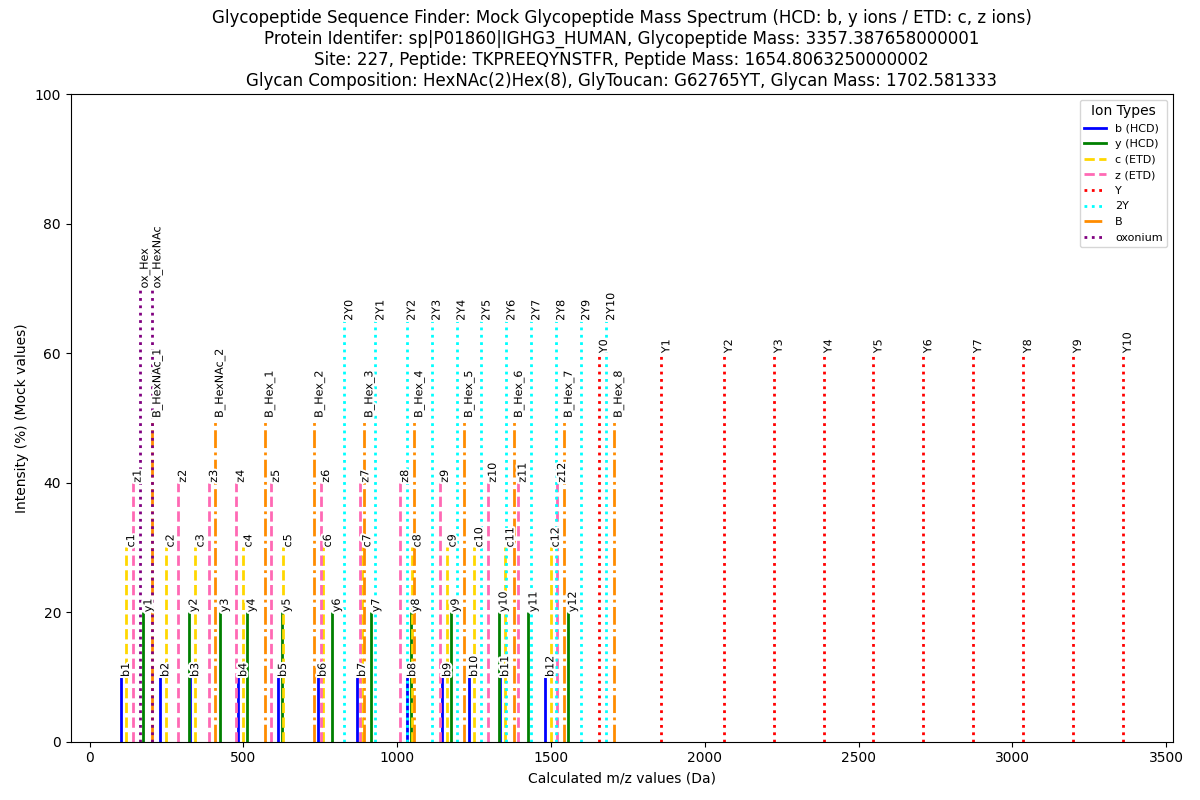 Glycopeptide Sequence Finder: Mock Glycopeptide Mass Spectrum (HCD: b, y ions / ETD: c, z ions)
Protein Identifer: sp|P01860|IGHG3_HUMAN, Glycopeptide Mass: 3357.387658000001
Site: 227, Peptide: TKPREEQYNSTFR, Peptide Mass: 1654.8063250000002
Glycan Composition: HexNAc(2)Hex(8), GlyToucan: G62765YT, Glycan Mass: 1702.581333
Ion Types
b (HCD)
y (HCD)
c (ETD)
z (ETD)
Y
2Y
B
oxonium
Intensity (%) (Mock values)
100
80
60
40
20
0
ox_Hex
ox_HexNAc
2Y0
2Y1
2Y2
2Y3
2Y4
2Y5
2Y6
2Y7
2Y8
2Y9
2Y10
Y0
Y1
Y2
Y3
Y4
Y5
Y6
Y7
Y8
Y9
Y10
B_HexNAc_1
B_HexNAc_2
B_Hex_1
B_Hex_2
B_Hex_3
B_Hex_4
B_Hex_5
B_Hex_6
B_Hex_7
B_Hex_8
z1
z2
z3
z4
z5
z6
z7
z8
z9
z10
z11
z12
c1
c2
c3
c4
c5
c6
c7
c8
c9
c10
c11
c12
y1
y2
y3
y4
y5
y6
y7
y8
y9
y10
y11
y12
b1
b2
b3
b4
b5
b6
b7
b8
b9
b10
b11
b12
0
500
1000
1500
2000
2500
3000
3500
Calculated m/z values (Da)